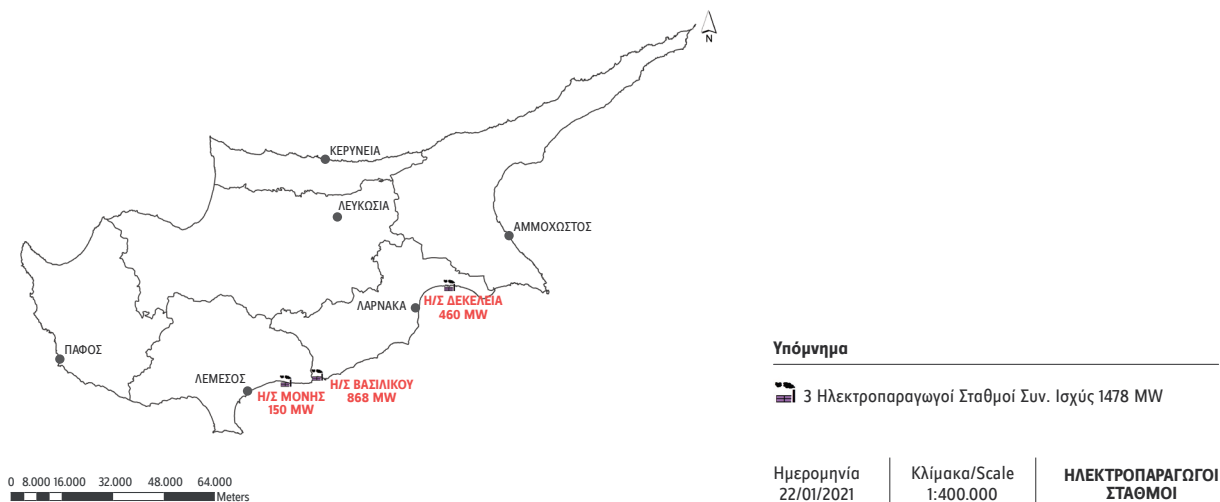 N
ΚΕΡΥΝΕΙΑ
ΛΕΥΚΩΣΙΑ
ΑΜΜΟΧΩΣΤΟΣ
ΛΑΡΝΑΚΑ
Η/Σ ΔΕΚΕΛΕΙΑ
460 MW
ΠΑΦΟΣ
ΛΕΜΕΣΟΣ
Η/Σ ΜΟΝΗΣ
150 MW
Η/Σ ΒΑΣΙΛΙΚΟΥ
868 MW
0 8.000 16.000 32.000 48.000 64.000
Meters
Υπόμνημα
3 Ηλεκτροπαραγωγοί Σταθμοί Συν. Ισχύς 1478 MW
Ημερομηνία
22/01/2021
Κλίμακα/Scale
1:400.000
ΗΛΕΚΤΡΟΠΑΡΑΓΩΓΟΙ
ΣΤΑΘΜΟΙ